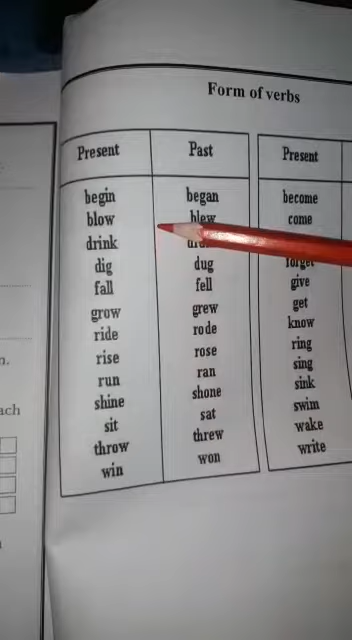 Form of verbs
Present Past Present
begin began become
blow blew come
drink
dig dug forget
fall fell give
grow grew get
ride rode know
rise rose ring
run ran sing
shine shone sink
sit sat swim
throw threw wake
win won write
n.
ach